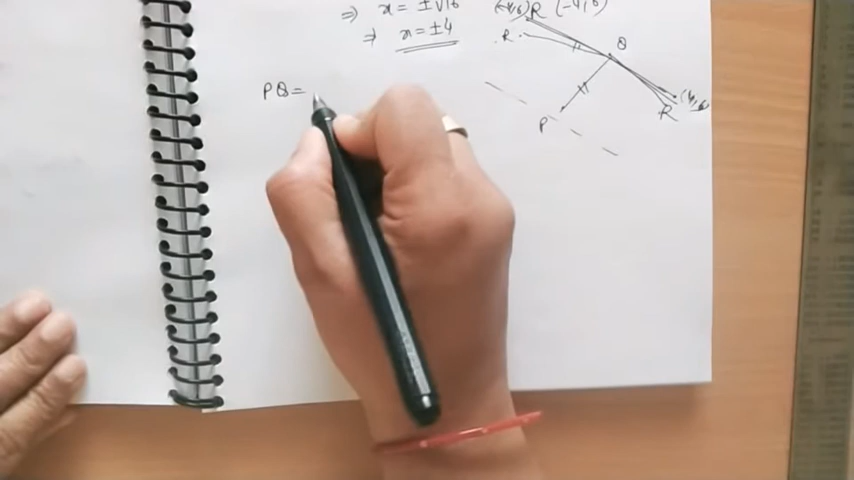 ⇒ x = ±√16 (-4,6) R (-4,6)
⇒ x = ±4
R
Q
PQ =
P
R